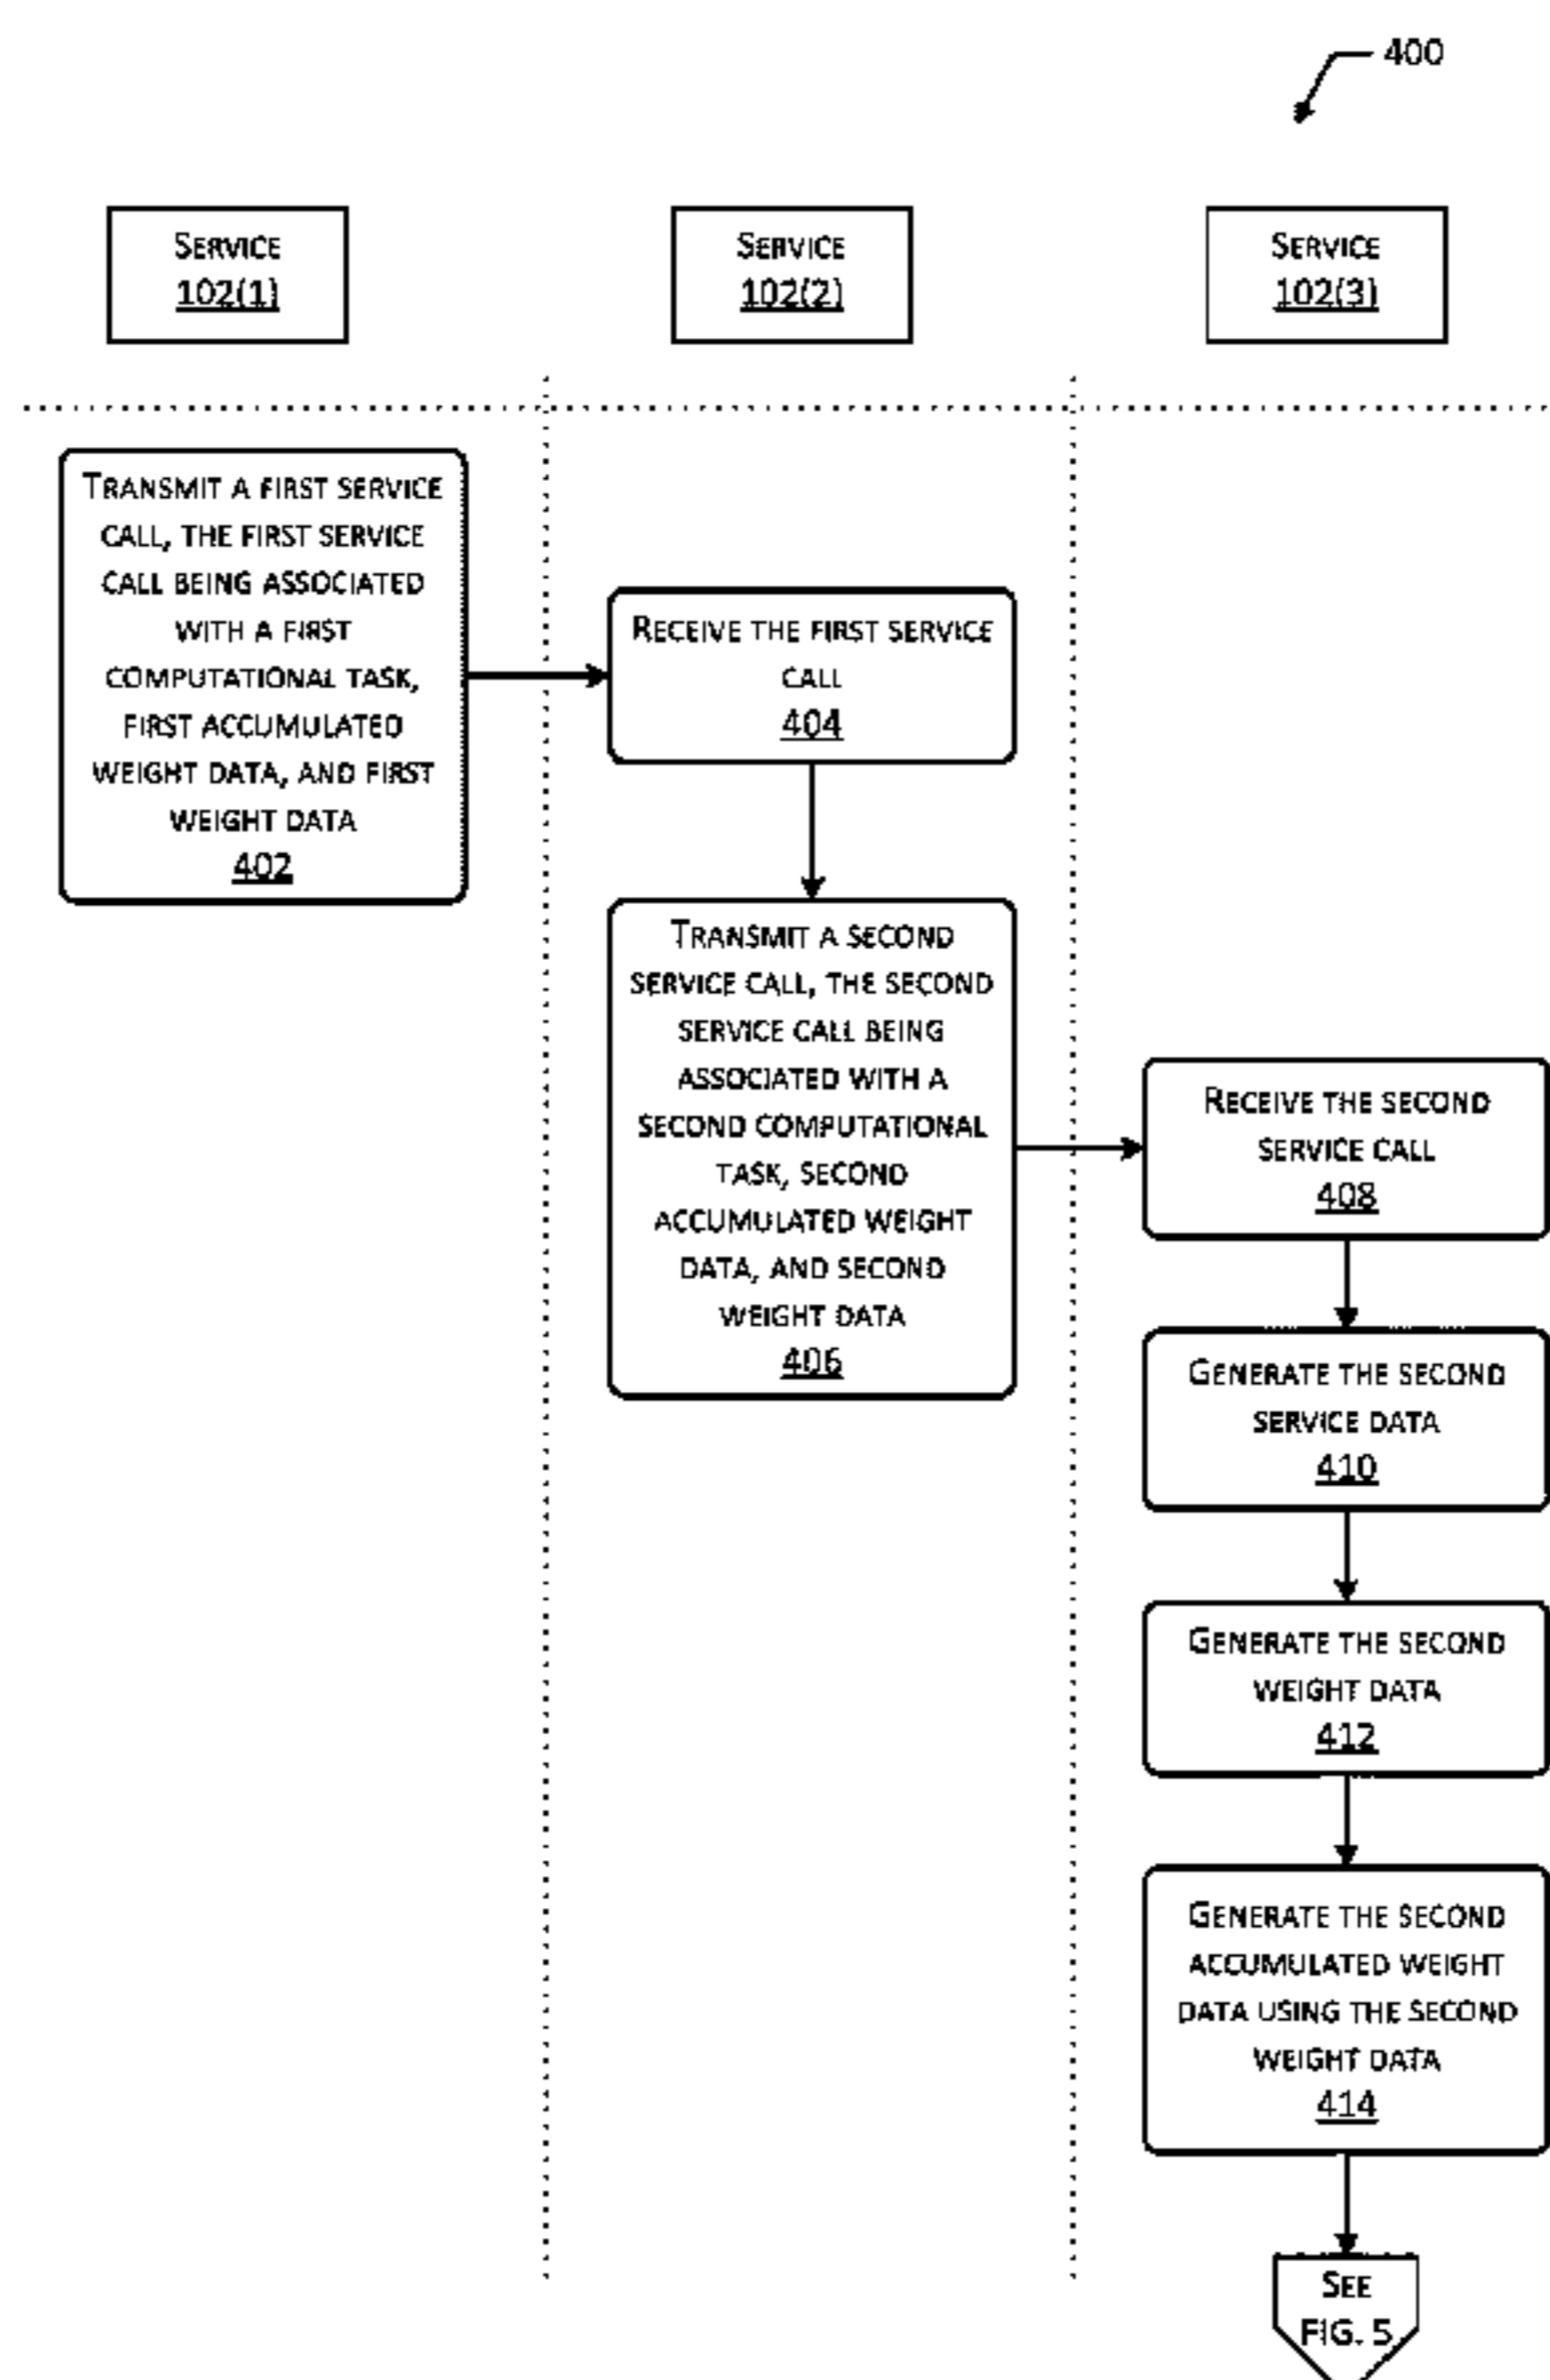 400
SERVICE
102(1)
SERVICE
102(2)
SERVICE
102(3)
TRANSMIT A FIRST SERVICE
CALL, THE FIRST SERVICE
CALL BEING ASSOCIATED
WITH A FIRST
COMPUTATIONAL TASK,
FIRST ACCUMULATED
WEIGHT DATA, AND FIRST
WEIGHT DATA
402
RECEIVE THE FIRST SERVICE
CALL
404
TRANSMIT A SECOND
SERVICE CALL, THE SECOND
SERVICE CALL BEING
ASSOCIATED WITH A
SECOND COMPUTATIONAL
TASK, SECOND
ACCUMULATED WEIGHT
DATA, AND SECOND
WEIGHT DATA
406
RECEIVE THE SECOND
SERVICE CALL
408
GENERATE THE SECOND
SERVICE DATA
410
GENERATE THE SECOND
WEIGHT DATA
412
GENERATE THE SECOND
ACCUMULATED WEIGHT
DATA USING THE SECOND
WEIGHT DATA
414
SEE
FIG. 5